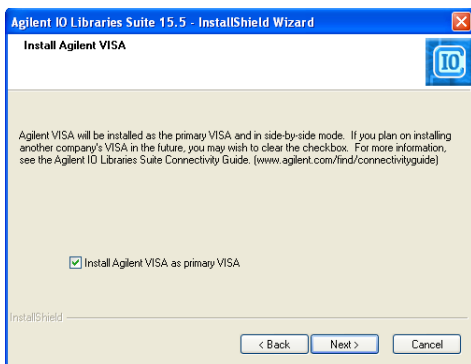 Agilent IO Libraries Suite 15.5 - InstallShield Wizard
Install Agilent VISA
IO
Agilent VISA will be installed as the primary VISA and in side-by-side mode.  If you plan on installing
another company's VISA in the future, you may wish to clear the checkbox.  For more information,
see the Agilent IO Libraries Suite Connectivity Guide. (www.agilent.com/find/connectivityguide)
Install Agilent VISA as primary VISA
InstallShield
< Back
Next >
Cancel